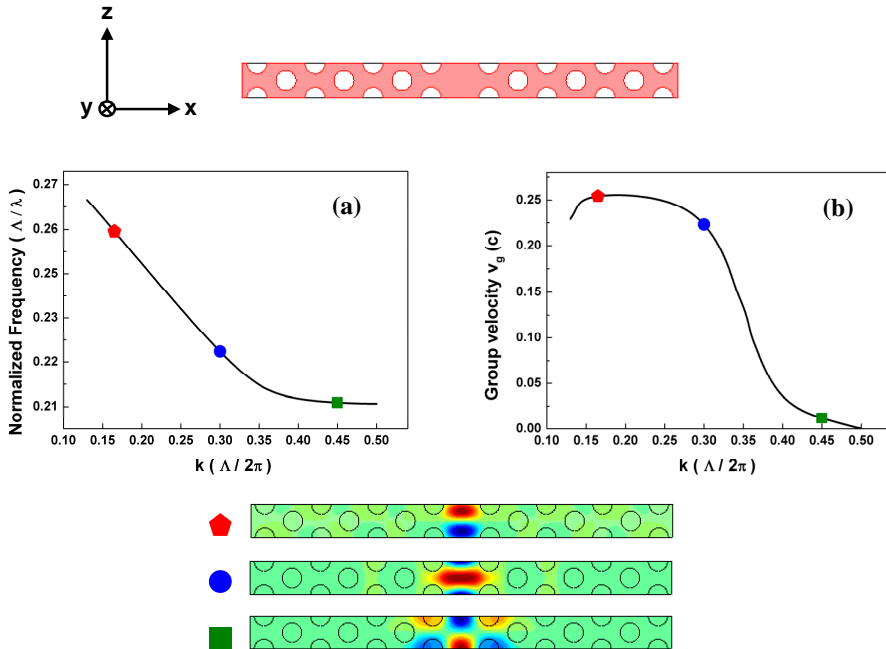 z
y
x
(a)
Normalized Frequency ( Λ / λ )
0.27
0.26
0.25
0.23
0.22
0.21
0.10 0.15 0.20 0.25 0.30 0.35 0.40 0.45 0.50
k ( Λ / 2π )
(b)
Group velocity vg (c)
0.25
0.20
0.15
0.10
0.05
0.00
0.10 0.15 0.20 0.25 0.30 0.35 0.40 0.45 0.50
k ( Λ / 2π )